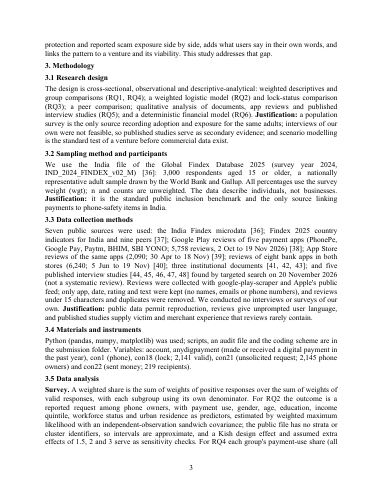 protection and reported scam exposure side by side, adds what users say in their own words, and
links the pattern to a venture and its viability. This study addresses that gap.
3. Methodology
3.1 Research design
The design is cross-sectional, observational and descriptive-analytical: weighted descriptives and
group comparisons (RQ1, RQ4); a weighted logistic model (RQ2) and lock-status comparison
(RQ3); a peer comparison; qualitative analysis of documents, app reviews and published
interview studies (RQ5); and a deterministic financial model (RQ6). Justification: a population
survey is the only source recording adoption and exposure for the same adults; interviews of our
own were not feasible, so published studies serve as secondary evidence; and scenario modelling
is the standard test of a venture before commercial data exist.
3.2 Sampling method and participants
We use the India file of the Global Findex Database 2025 (survey year 2024,
IND_2024_FINDEX_v02_M) [36]; 3,000 respondents aged 15 or older, a nationally
representative adult sample drawn by the World Bank and Gallup. All percentages use the survey
weight (wgt); n and counts are unweighted. The data describe individuals, not businesses.
Justification: it is the standard public inclusion benchmark and the only source linking
payments to phone-safety items in India.
3.3 Data collection methods
Seven public sources were used: the India Findex microdata [36]; Findex 2025 country
indicators for India and nine peers [37]; Google Play reviews of five payment apps (PhonePe,
Google Pay, Paytm, BHIM, SBI YONO; 5,758 reviews, 2 Oct to 19 Nov 2026) [38]; App Store
reviews of the same apps (2,090; 30 Apr to 18 Nov) [39]; reviews of eight bank apps in both
stores (6,240; 5 Jun to 19 Nov) [40]; three institutional documents [41, 42, 43]; and five
published interview studies [44, 45, 46, 47, 48] found by targeted search on 20 November 2026
(not a systematic review). Reviews were collected with google-play-scraper and Apple's public
feed; only app, date, rating and text were kept (no names, emails or phone numbers), and reviews
under 15 characters and duplicates were removed. We conducted no interviews or surveys of our
own. Justification: public data permit reproduction, reviews give unprompted user language,
and published studies supply victim and merchant experience that reviews rarely contain.
3.4 Materials and instruments
Python (pandas, numpy, matplotlib) was used; scripts, an audit file and the coding scheme are in
the submission folder. Variables: account, anydigpayment (made or received a digital payment in
the past year), con1 (phone), con18 (lock; 2,141 valid), con21 (unsolicited request; 2,145 phone
owners) and con22 (sent money; 219 recipients).
3.5 Data analysis
Survey. A weighted share is the sum of weights of positive responses over the sum of weights of
valid responses, with each subgroup using its own denominator. For RQ2 the outcome is a
reported request among phone owners, with payment use, gender, age, education, income
quintile, workforce status and urban residence as predictors, estimated by weighted maximum
likelihood with an independent-observation sandwich covariance; the public file has no strata or
cluster identifiers, so intervals are approximate, and a Kish design effect and assumed extra
effects of 1.5, 2 and 3 serve as sensitivity checks. For RQ4 each group's payment-use share (all
3